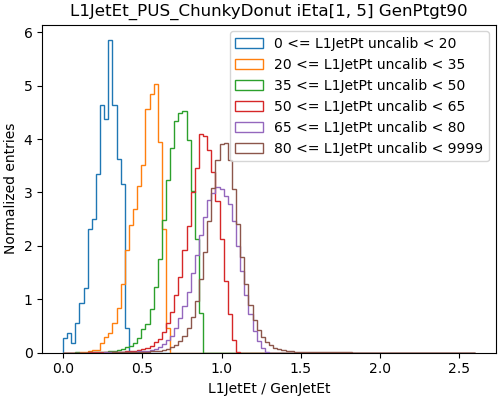 L1JetEt_PUS_ChunkyDonut iEta[1, 5] GenPtgt90
0 <= L1JetPt uncalib < 20
20 <= L1JetPt uncalib < 35
35 <= L1JetPt uncalib < 50
50 <= L1JetPt uncalib < 65
65 <= L1JetPt uncalib < 80
80 <= L1JetPt uncalib < 9999
Normalized entries
6
5
4
3
2
1
0
0.0 0.5 1.0 1.5 2.0 2.5
L1JetEt / GenJetEt